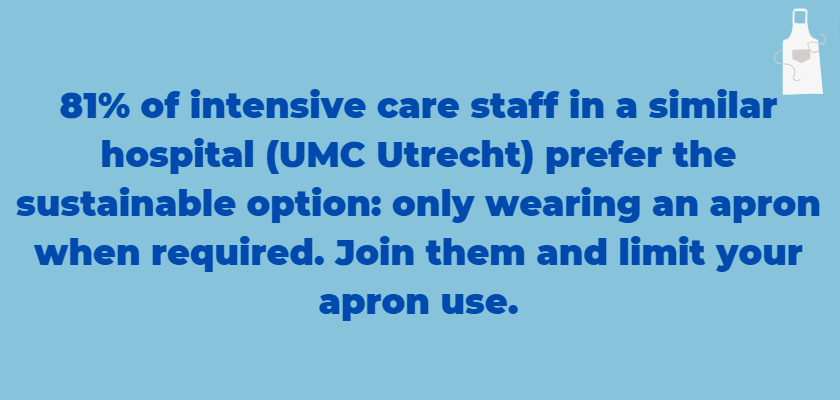 81% of intensive care staff in a similar
hospital (UMC Utrecht) prefer the
sustainable option: only wearing an apron
when required. Join them and limit your
apron use.